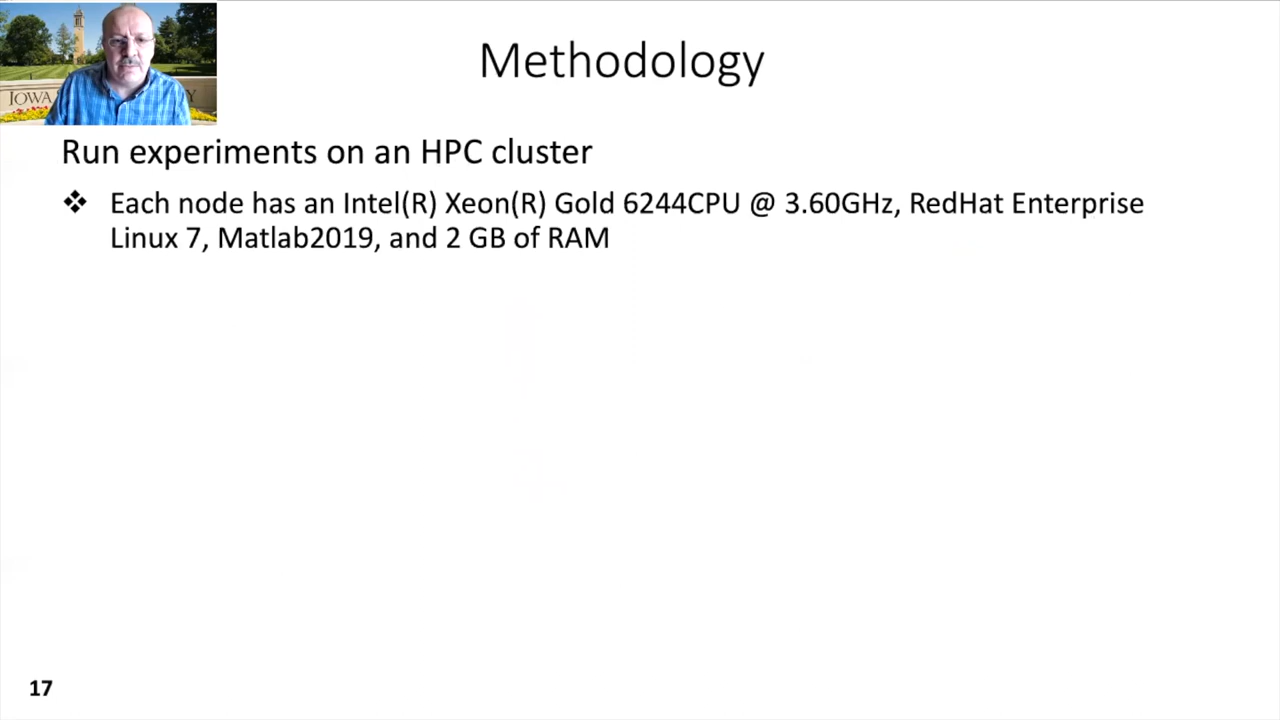 Methodology
IOWA
Run experiments on an HPC cluster
❖ Each node has an Intel(R) Xeon(R) Gold 6244CPU @ 3.60GHz, RedHat Enterprise
Linux 7, Matlab2019, and 2 GB of RAM
17